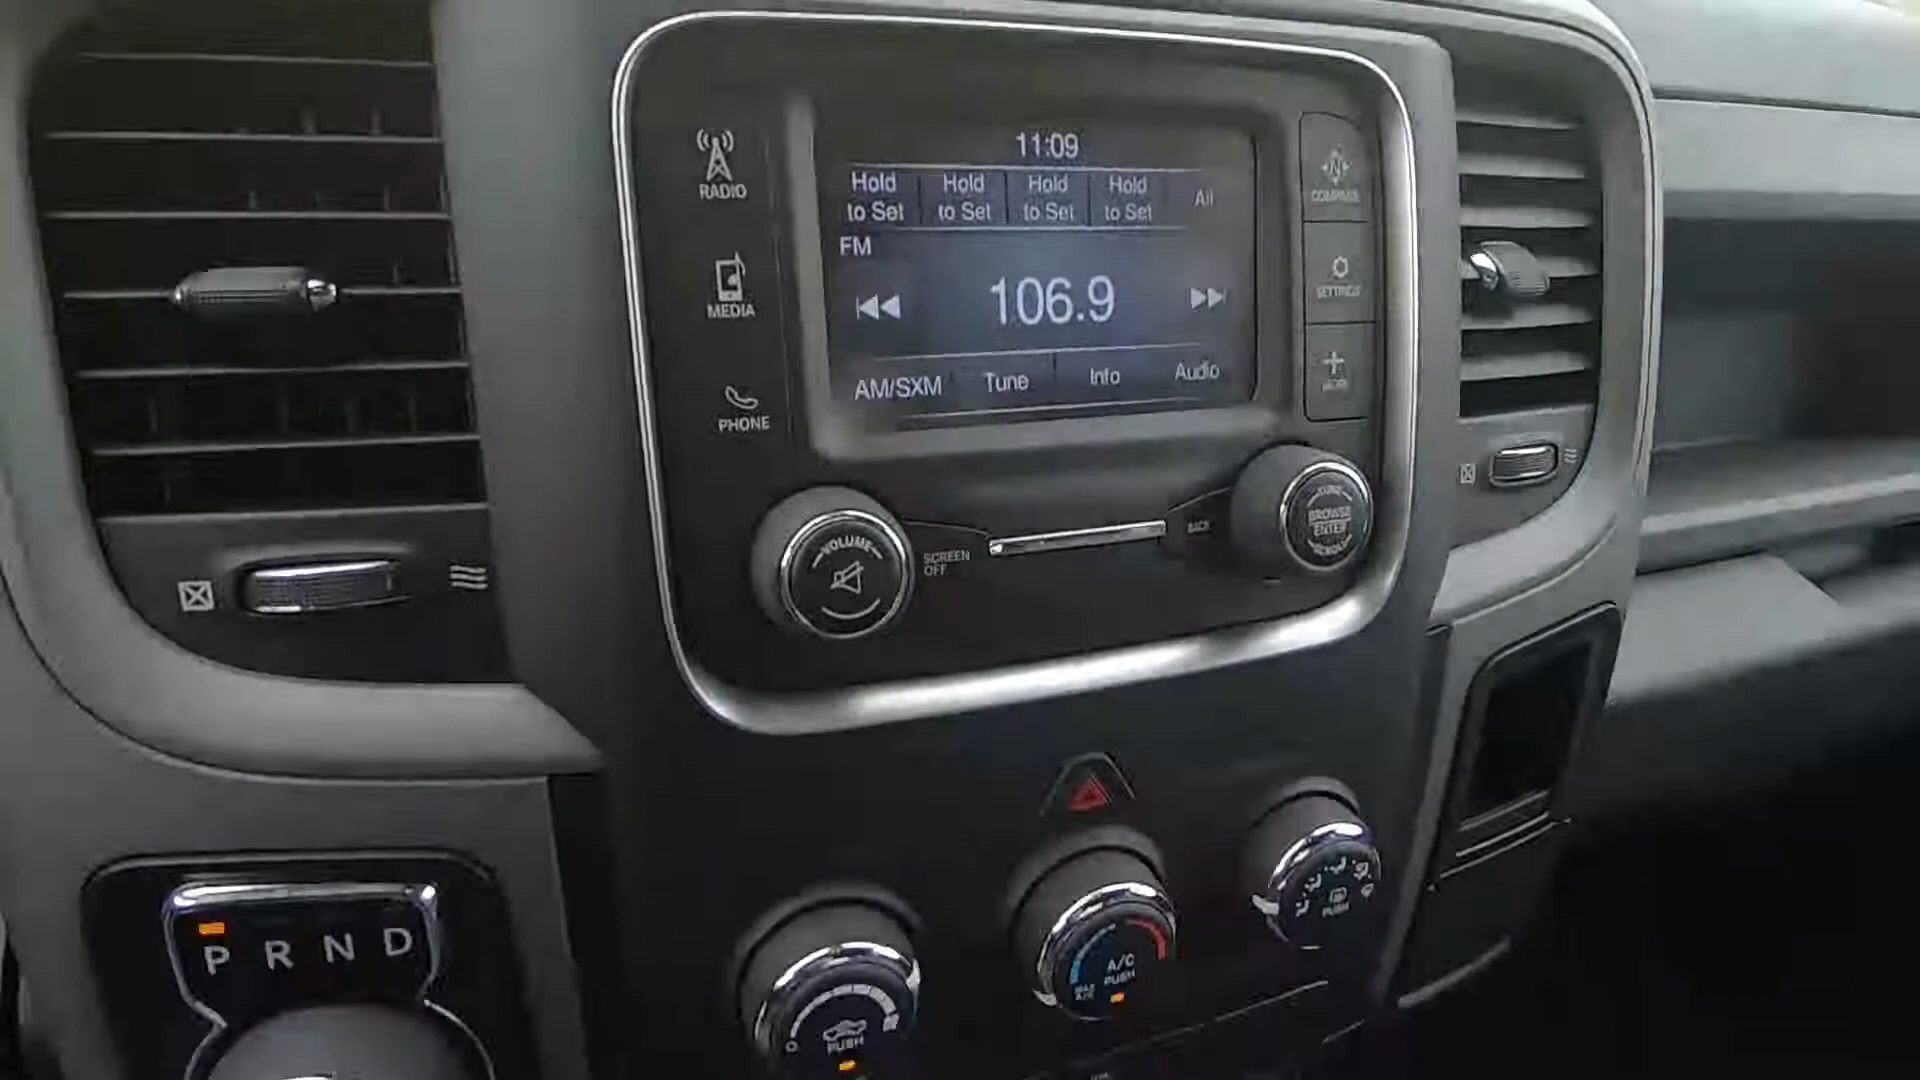 11:09
Hold to Set
Hold to Set
Hold to Set
Hold to Set
All
FM
106.9
AM/SXM
Tune
Info
Audio
RADIO
MEDIA
PHONE
COMPASS
SETTINGS
MORE
VOLUME
SCREEN
OFF
BACK
TUNE
BROWSE
ENTER
SCROLL
P R N D
O
PUSH
A/C
PUSH
MAX
A/C
PUSH